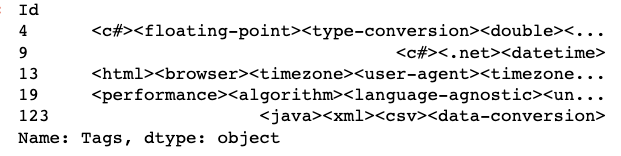 Id
4 <c#><floating-point><type-conversion><double><...
9 <c#><.net><datetime>
13 <html><browser><timezone><user-agent><timezone...
19 <performance><algorithm><language-agnostic><un...
123 <java><xml><csv><data-conversion>
Name: Tags, dtype: object